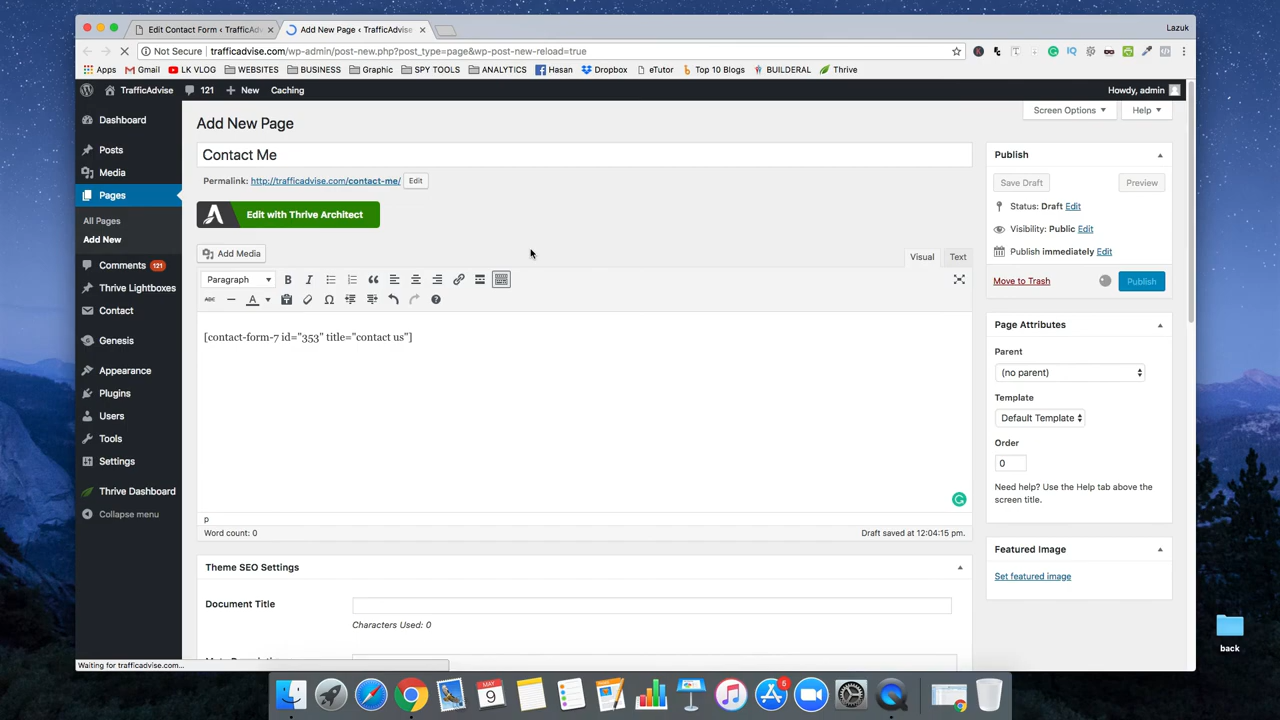 Edit Contact Form ‹ TrafficAdv
Add New Page ‹ TrafficAdvise
Lazuk
Not Secure trafficadvise.com/wp-admin/post-new.php?post_type=page&wp-post-new-reload=true
Apps Gmail LK VLOG WEBSITES BUSINESS Graphic SPY TOOLS ANALYTICS Hasan Dropbox eTutor Top 10 Blogs BUILDERAL Thrive
TrafficAdvise 121 + New Caching Howdy, admin
Screen Options Help
Dashboard
Posts
Media
Pages
All Pages
Add New
Comments 121
Thrive Lightboxes
Contact
Genesis
Appearance
Plugins
Users
Tools
Settings
Thrive Dashboard
Collapse menu
Add New Page
Contact Me
Permalink: http://trafficadvise.com/contact-me/ Edit
Edit with Thrive Architect
Add Media
Visual Text
Paragraph B I
ABC A
[contact-form-7 id="353" title="contact us"]
p
Word count: 0 Draft saved at 12:04:15 pm.
Theme SEO Settings
Document Title
Characters Used: 0
Publish
Save Draft Preview
Status: Draft Edit
Visibility: Public Edit
Publish immediately Edit
Move to Trash Publish
Page Attributes
Parent
(no parent)
Template
Default Template
Order
0
Need help? Use the Help tab above the
screen title.
Featured Image
Set featured image
Waiting for trafficadvise.com...
back
MAY
9
6